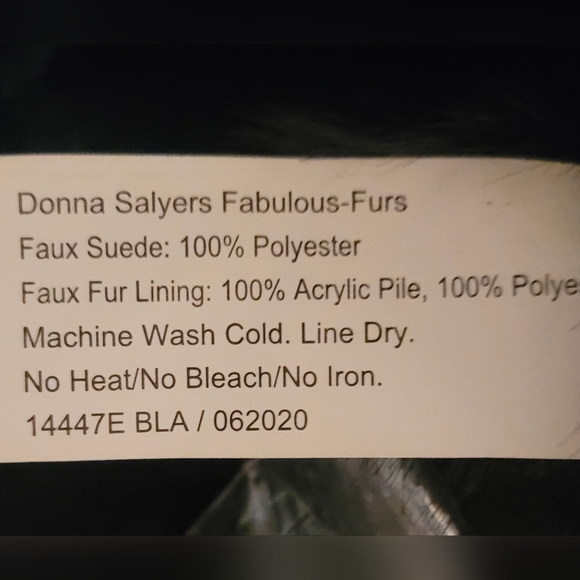 Donna Salyers Fabulous-Furs
Faux Suede: 100% Polyester
Faux Fur Lining: 100% Acrylic Pile, 100% Polye
Machine Wash Cold. Line Dry.
No Heat/No Bleach/No Iron.
14447E BLA / 062020